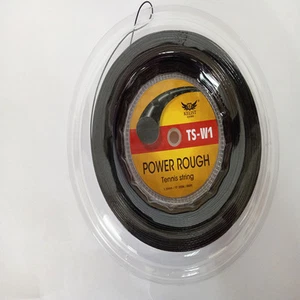 TS-W1
POWER ROUGH
Tennis string